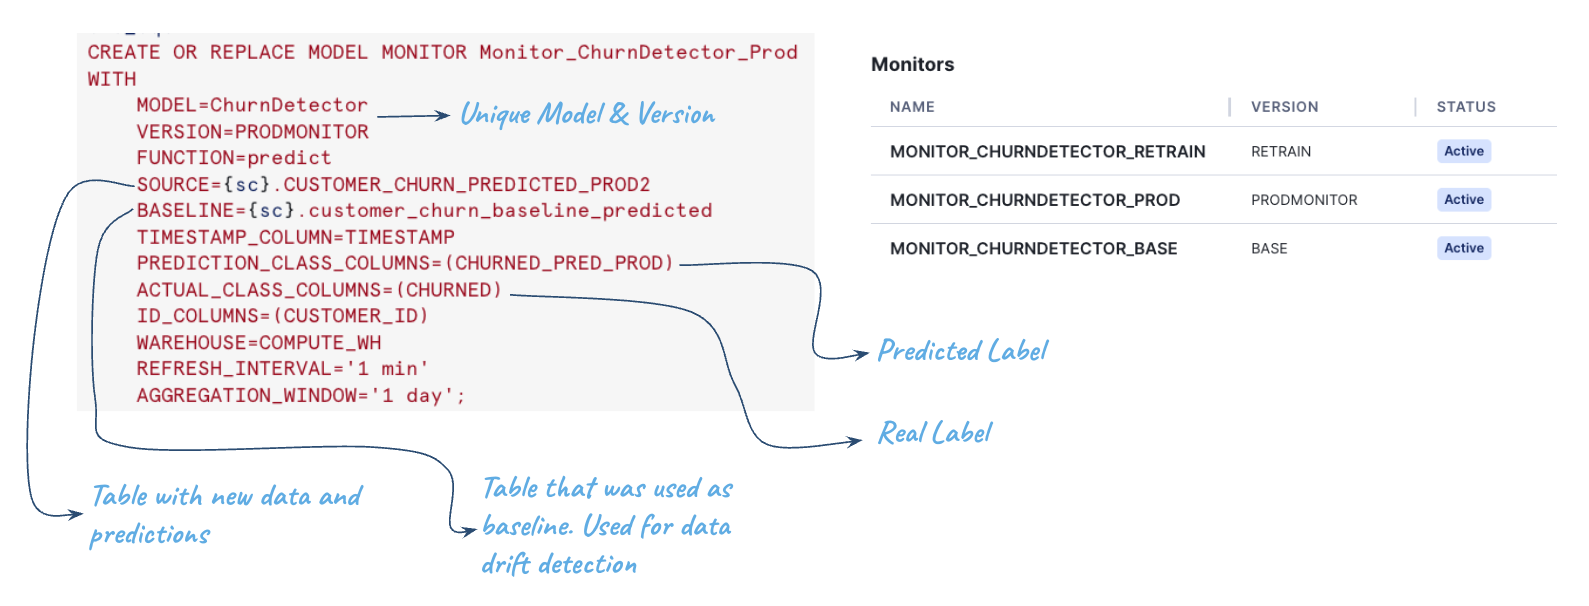 CREATE OR REPLACE MODEL MONITOR Monitor_ChurnDetector_Prod
WITH
MODEL=ChurnDetector
VERSION=PRODMONITOR
FUNCTION=predict
SOURCE={sc}.CUSTOMER_CHURN_PREDICTED_PROD2
BASELINE={sc}.customer_churn_baseline_predicted
TIMESTAMP_COLUMN=TIMESTAMP
PREDICTION_CLASS_COLUMNS=(CHURNED_PRED_PROD)
ACTUAL_CLASS_COLUMNS=(CHURNED)
ID_COLUMNS=(CUSTOMER_ID)
WAREHOUSE=COMPUTE_WH
REFRESH_INTERVAL='1 min'
AGGREGATION_WINDOW='1 day';
Unique Model & Version
Monitors
NAME VERSION STATUS
MONITOR_CHURNDETECTOR_RETRAIN RETRAIN Active
MONITOR_CHURNDETECTOR_PROD PRODMONITOR Active
MONITOR_CHURNDETECTOR_BASE BASE Active
Predicted Label
Real Label
Table with new data and
predictions
Table that was used as
baseline. Used for data
drift detection